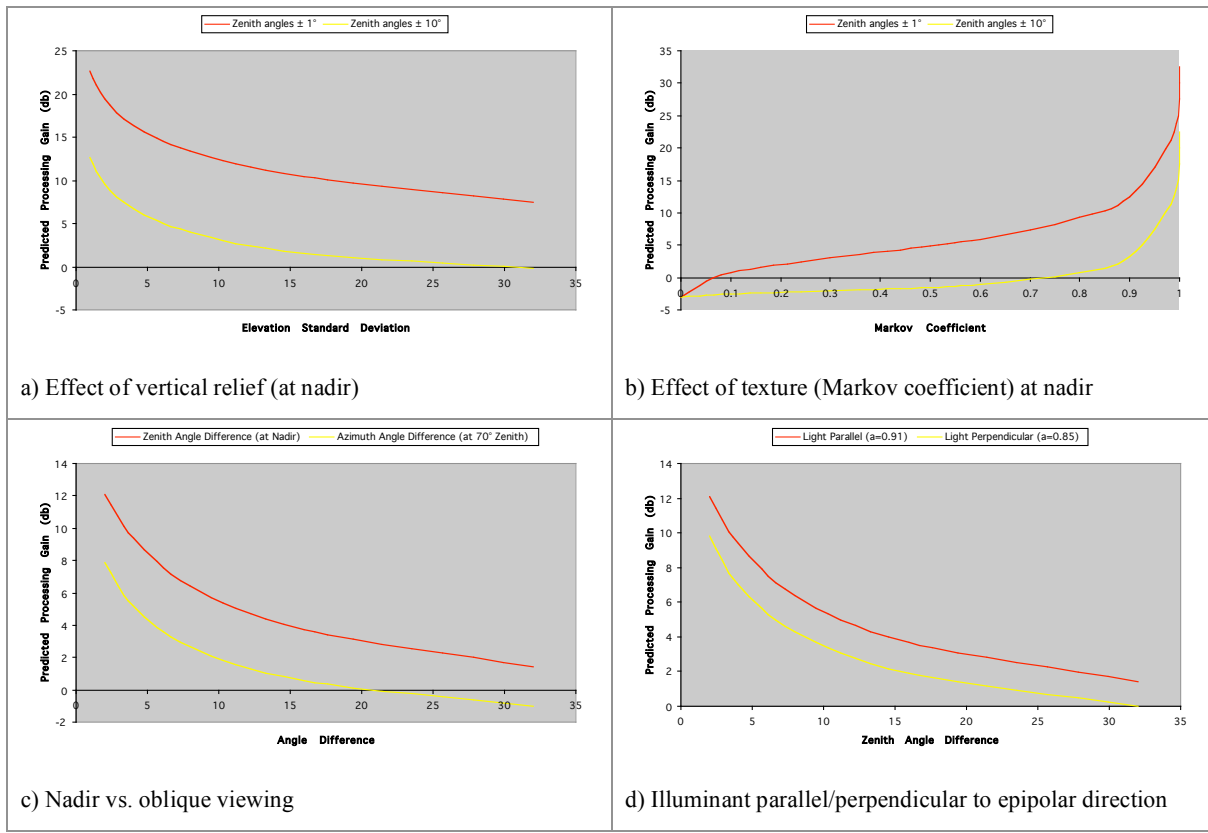 Zenith angles ± 1° Zenith angles ± 10°
25
20
15
10
5
0
-5
0 5 10 15 20 25 30 35
Predicted Processing Gain (db)
Elevation Standard Deviation
a) Effect of vertical relief (at nadir)
Zenith angles ± 1° Zenith angles ± 10°
35
30
25
20
15
10
5
0
-5
0 0.1 0.2 0.3 0.4 0.5 0.6 0.7 0.8 0.9 1
Predicted Processing Gain (db)
Markov Coefficient
b) Effect of texture (Markov coefficient) at nadir
Zenith Angle Difference (at Nadir) Azimuth Angle Difference (at 70° Zenith)
14
12
10
8
6
4
2
0
-2
0 5 10 15 20 25 30 35
Predicted Processing Gain (db)
Angle Difference
c) Nadir vs. oblique viewing
Light Parallel (a=0.91) Light Perpendicular (a=0.85)
14
12
10
8
6
4
2
0
0 5 10 15 20 25 30 35
Predicted Processing Gain (db)
Zenith Angle Difference
d) Illuminant parallel/perpendicular to epipolar direction